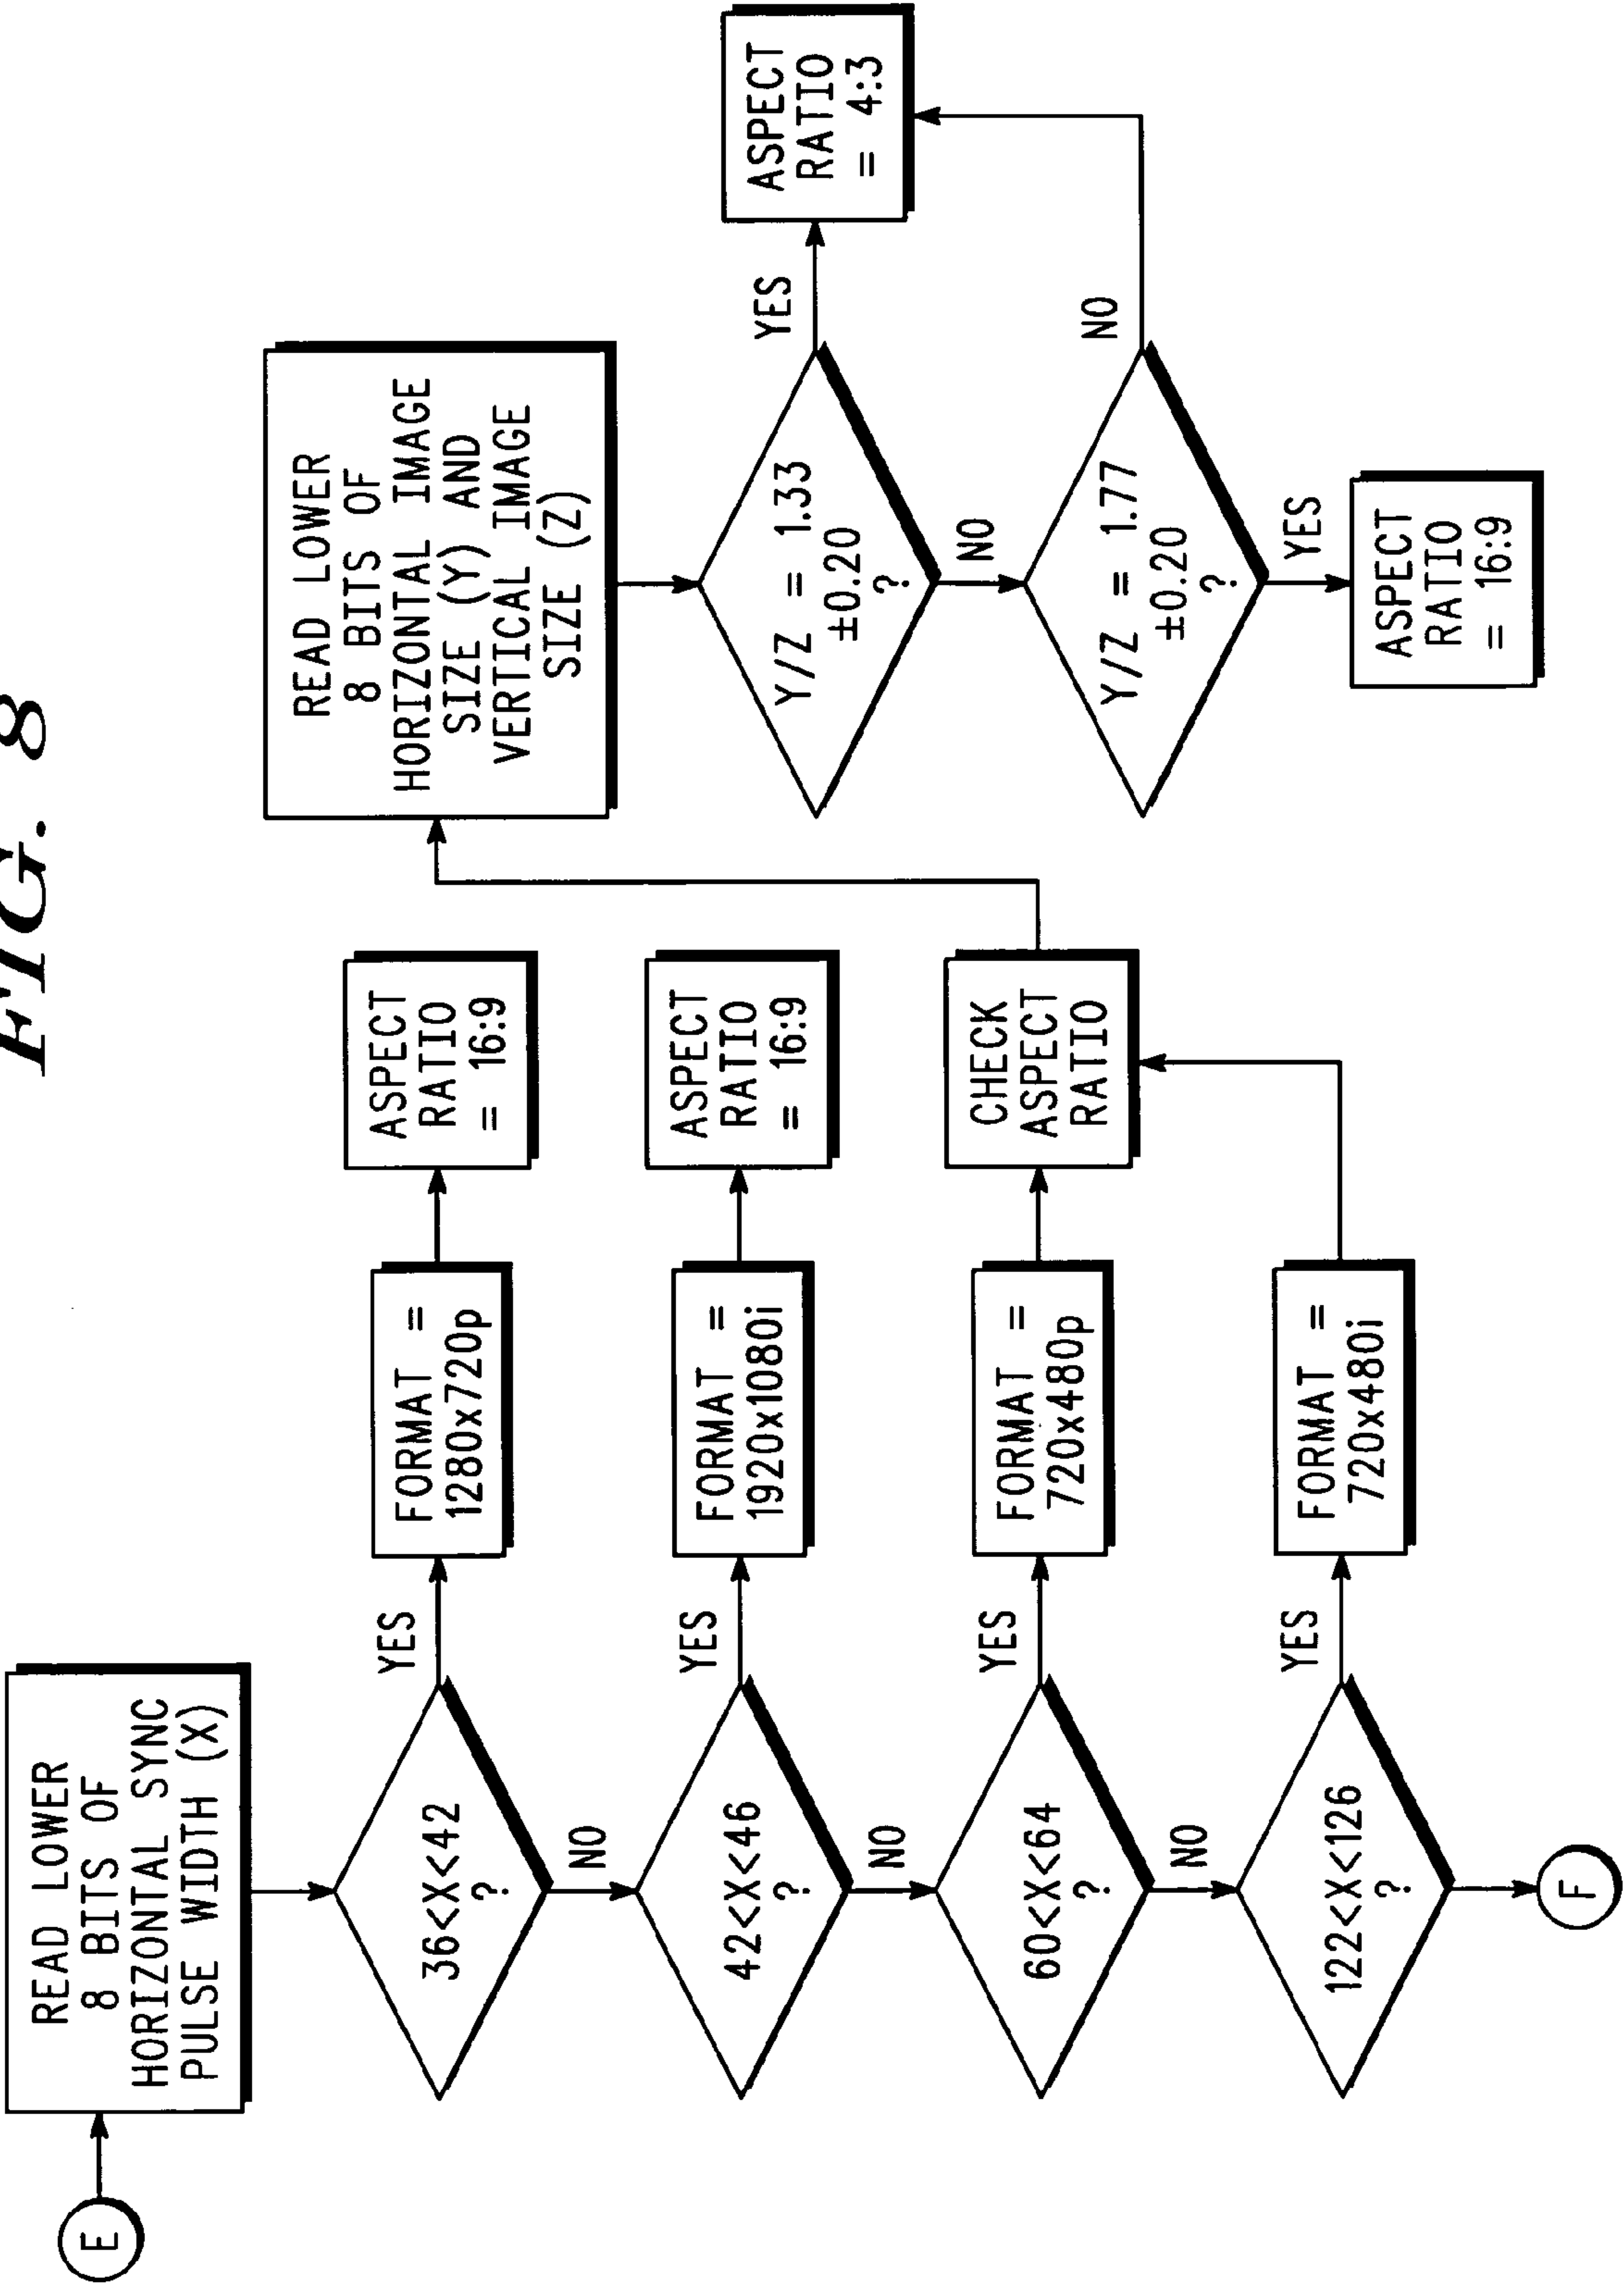 FIG. 8
E
READ LOWER
8 BITS OF
HORIZONTAL SYNC
PULSE WIDTH (X)
36<X<42
?
YES
FORMAT =
1280x720p
ASPECT
RATIO
= 16:9
NO
42<X<46
?
YES
FORMAT =
1920x1080i
ASPECT
RATIO
= 16:9
NO
60<X<64
?
YES
FORMAT =
720x480p
CHECK
ASPECT
RATIO
NO
122<X<126
?
YES
FORMAT =
720x480i
F
READ LOWER
8 BITS OF
HORIZONTAL IMAGE
SIZE (Y) AND
VERTICAL IMAGE
SIZE (Z)
Y/Z = 1.33
±0.20
?
YES
ASPECT
RATIO
= 4:3
NO
Y/Z = 1.77
±0.20
?
NO
YES
ASPECT
RATIO
= 16:9